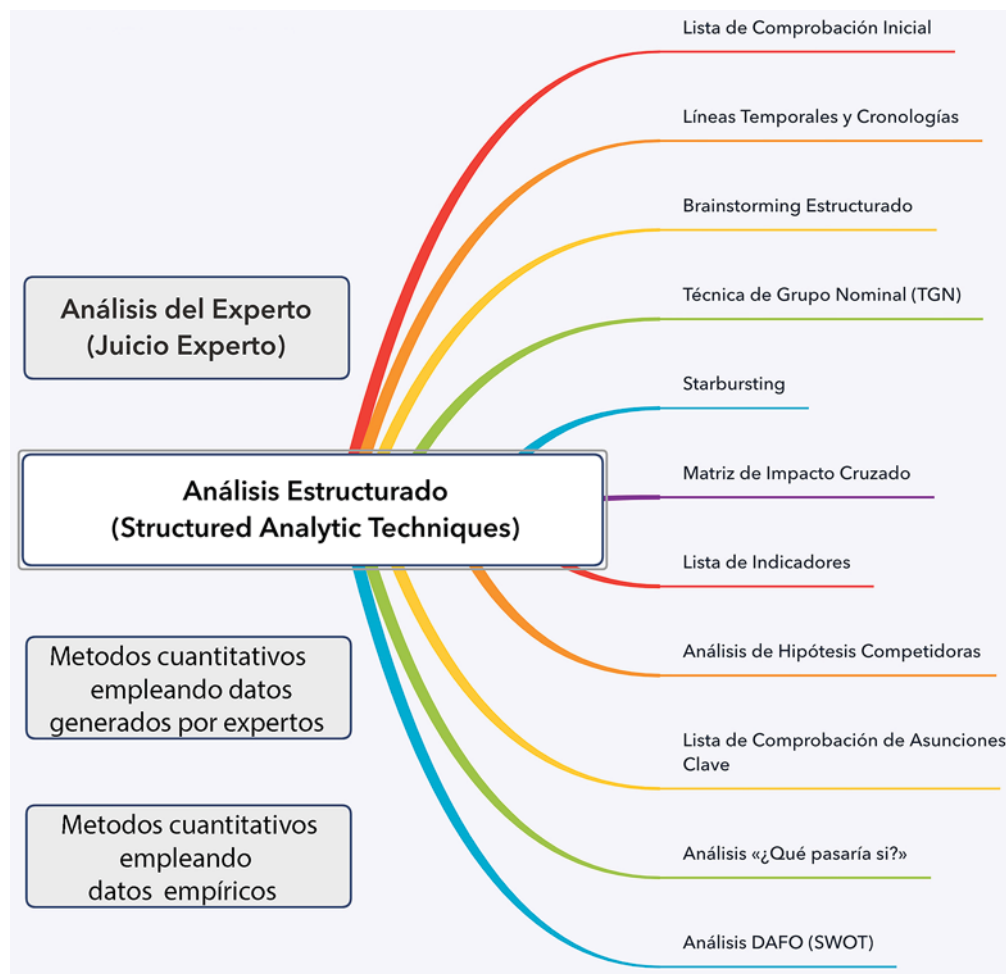 Lista de Comprobación Inicial
Líneas Temporales y Cronologías
Brainstorming Estructurado
Técnica de Grupo Nominal (TGN)
Análisis del Experto
(Juicio Experto)
Starbursting
Análisis Estructurado
(Structured Analytic Techniques)
Matriz de Impacto Cruzado
Lista de Indicadores
Análisis de Hipótesis Competidoras
Metodos cuantitativos
empleando datos
generados por expertos
Lista de Comprobación de Asunciones
Clave
Metodos cuantitativos
empleando
datos empíricos
Análisis «¿Qué pasaría si?»
Análisis DAFO (SWOT)